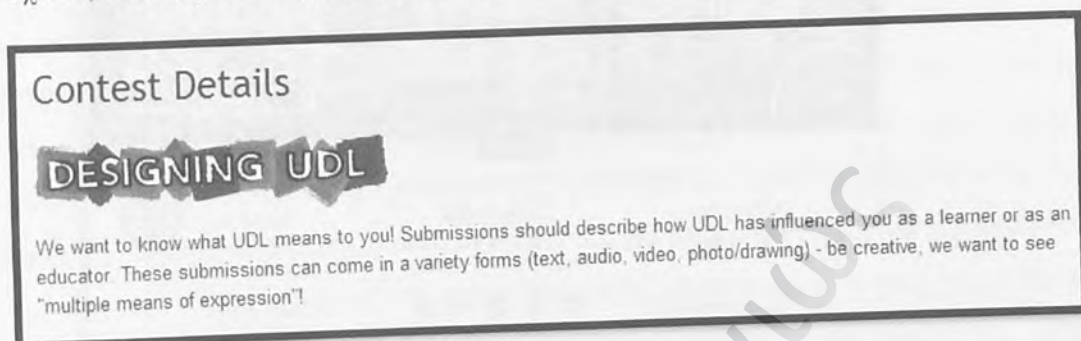 Contest Details
DESIGNING UDL
We want to know what UDL means to you! Submissions should describe how UDL has influenced you as a learner or as an
educator. These submissions can come in a variety forms (text, audio, video, photo/drawing) - be creative, we want to see
"multiple means of expression"!